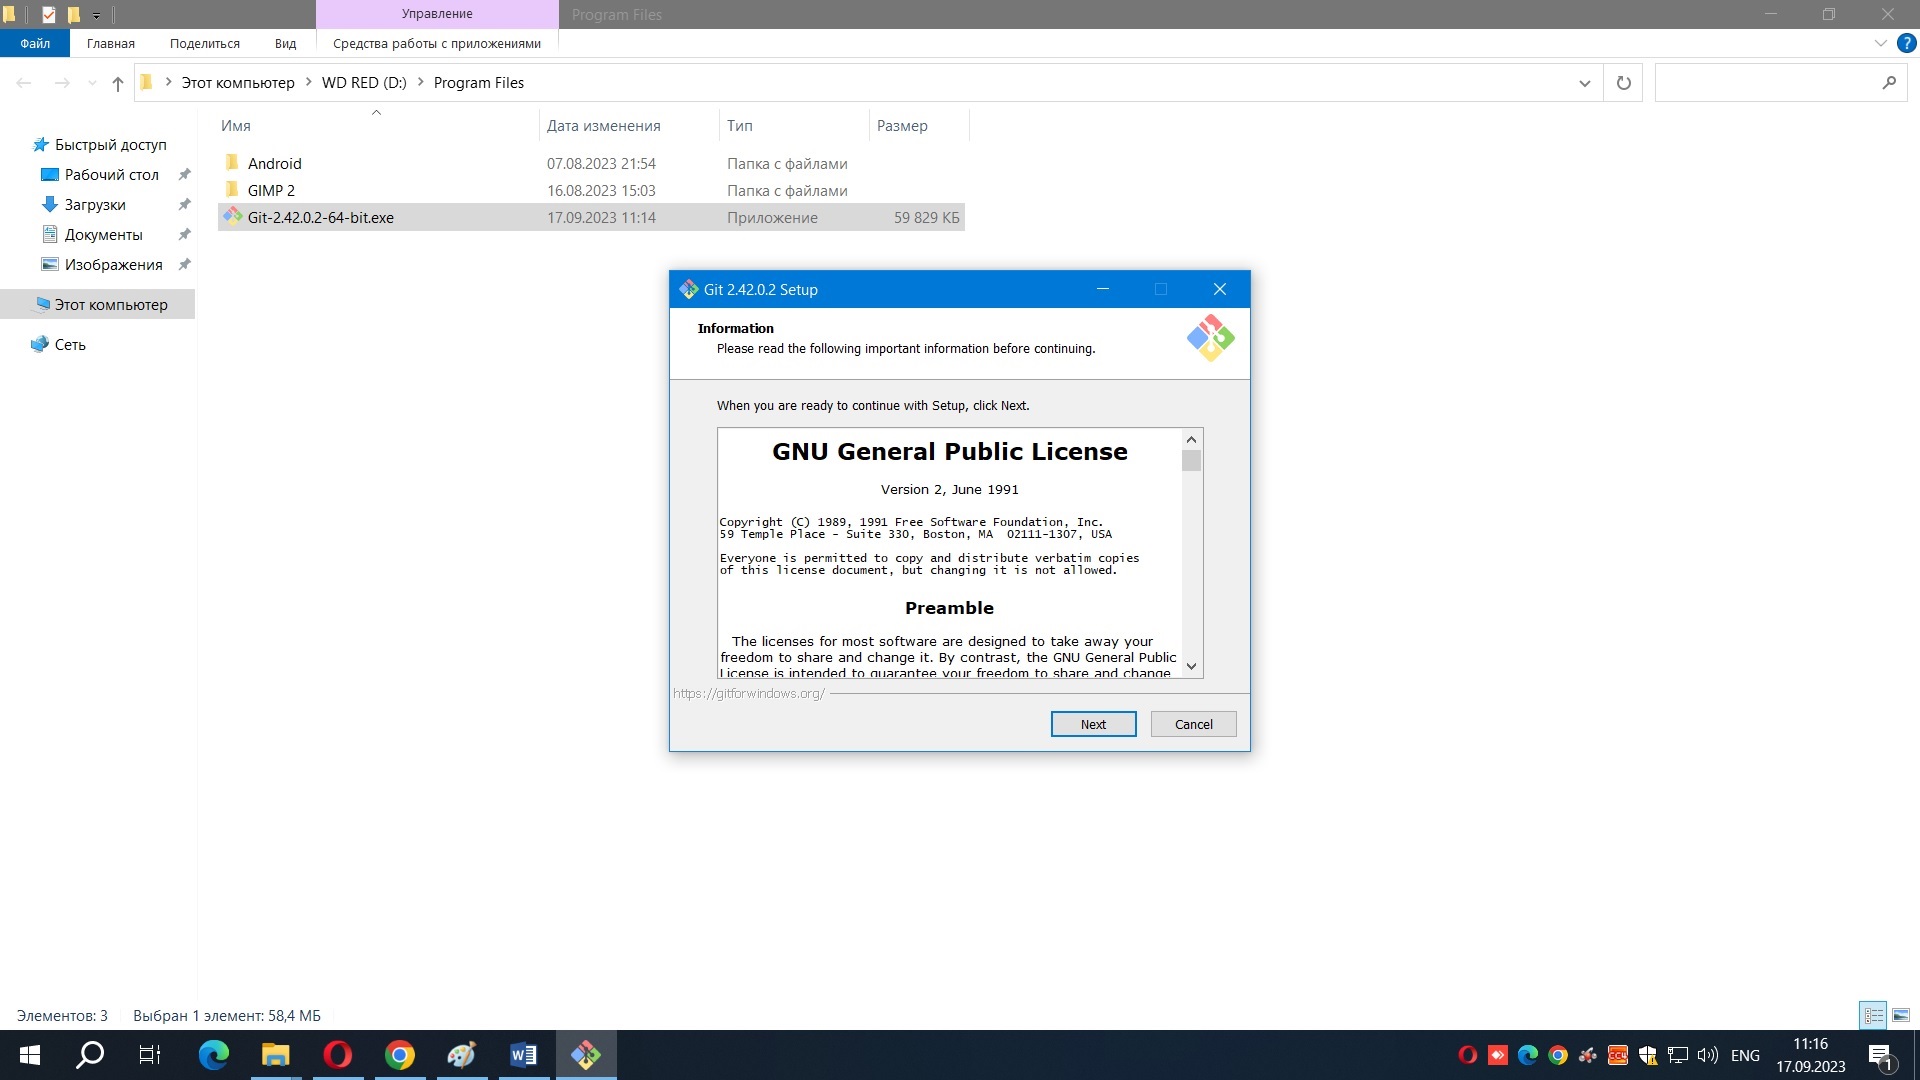 Управление
Program Files
Файл
Главная
Поделиться
Вид
Средства работы с приложениями
Этот компьютер
WD RED (D:)
Program Files
Имя
Дата изменения
Тип
Размер
Быстрый доступ
Рабочий стол
Загрузки
Документы
Изображения
Этот компьютер
Сеть
Android 07.08.2023 21:54 Папка с файлами
GIMP 2 16.08.2023 15:03 Папка с файлами
Git-2.42.0.2-64-bit.exe 17.09.2023 11:14 Приложение 59 829 КБ
Git 2.42.0.2 Setup
Information
Please read the following important information before continuing.
When you are ready to continue with Setup, click Next.
GNU General Public License
Version 2, June 1991
Copyright (C) 1989, 1991 Free Software Foundation, Inc.
59 Temple Place - Suite 330, Boston, MA  02111-1307, USA
Everyone is permitted to copy and distribute verbatim copies
of this license document, but changing it is not allowed.
Preamble
The licenses for most software are designed to take away your
freedom to share and change it. By contrast, the GNU General Public
License is intended to guarantee your freedom to share and change
https://gitforwindows.org/
Next
Cancel
Элементов: 3
Выбран 1 элемент: 58,4 МБ
ENG
11:16
17.09.2023
1